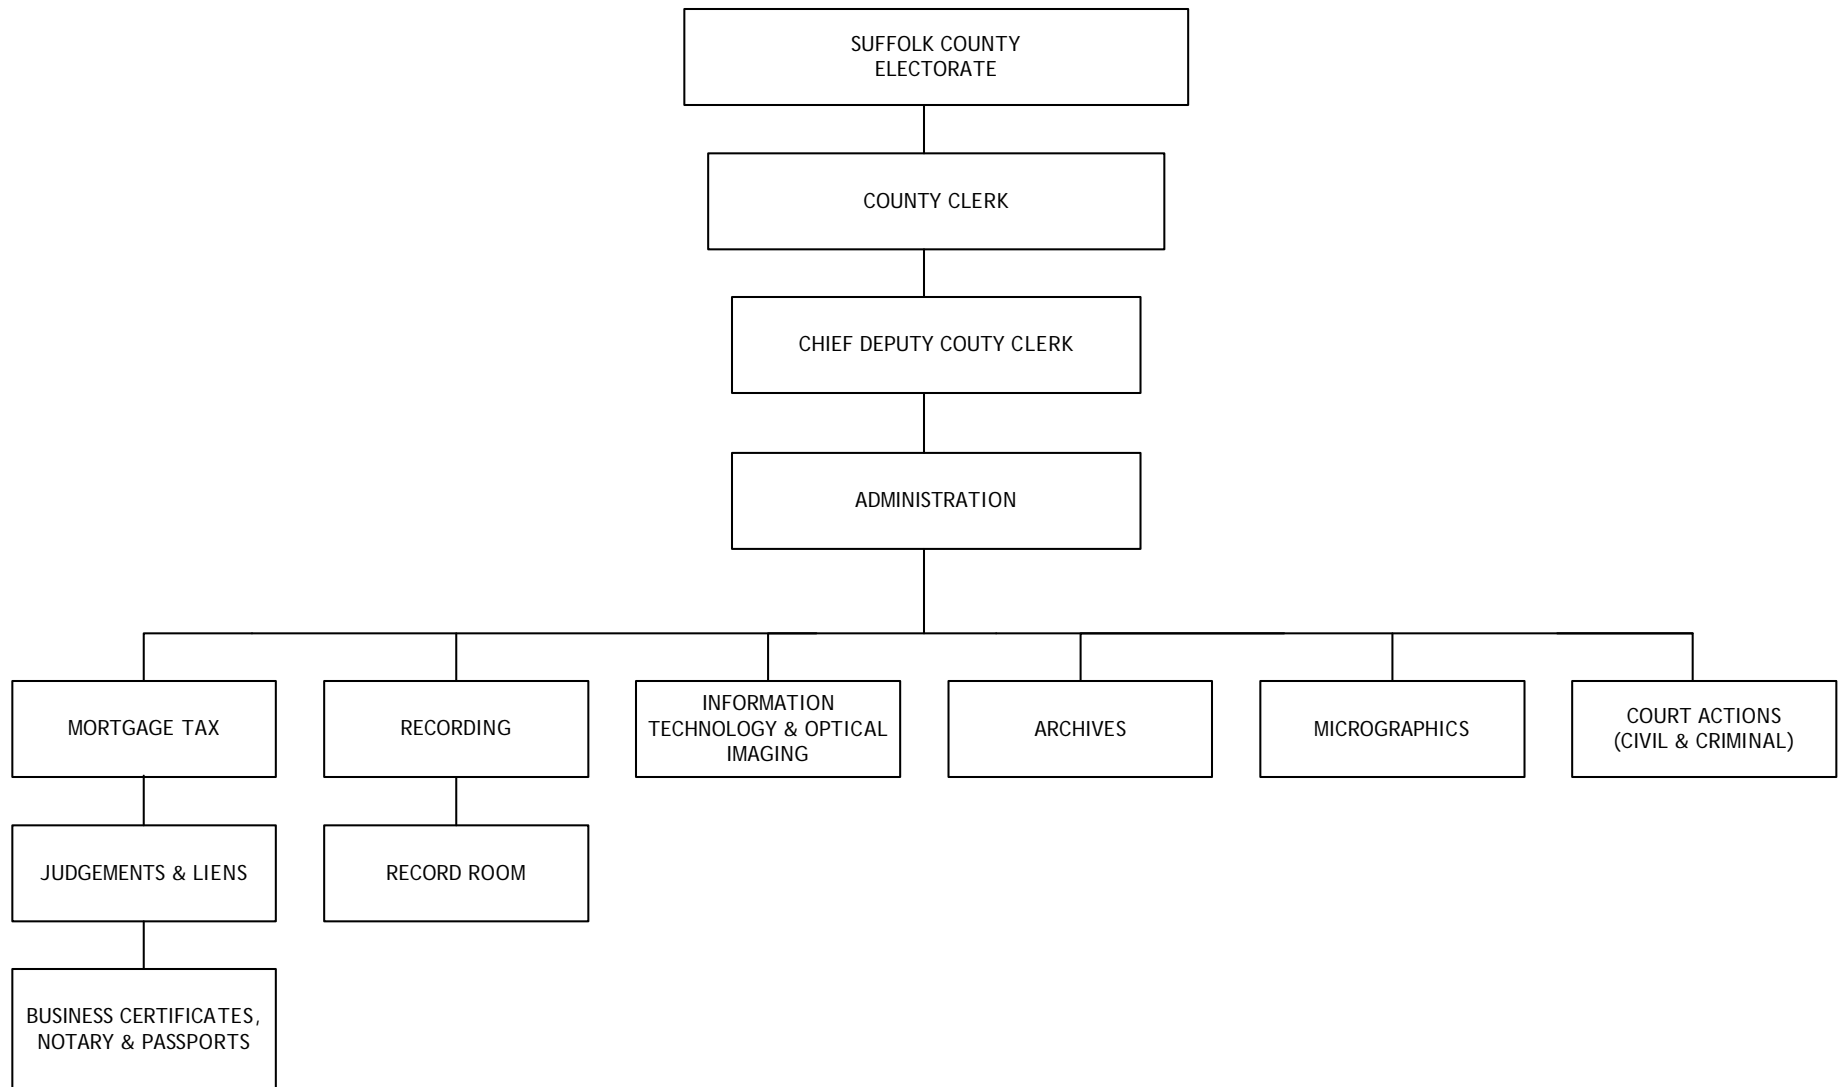 SUFFOLK COUNTY
ELECTORATE
COUNTY CLERK
CHIEF DEPUTY COUTY CLERK
ADMINISTRATION
MORTGAGE TAX
RECORDING
INFORMATION
TECHNOLOGY & OPTICAL
IMAGING
ARCHIVES
MICROGRAPHICS
COURT ACTIONS
(CIVIL & CRIMINAL)
JUDGEMENTS & LIENS
RECORD ROOM
BUSINESS CERTIFICATES,
NOTARY & PASSPORTS